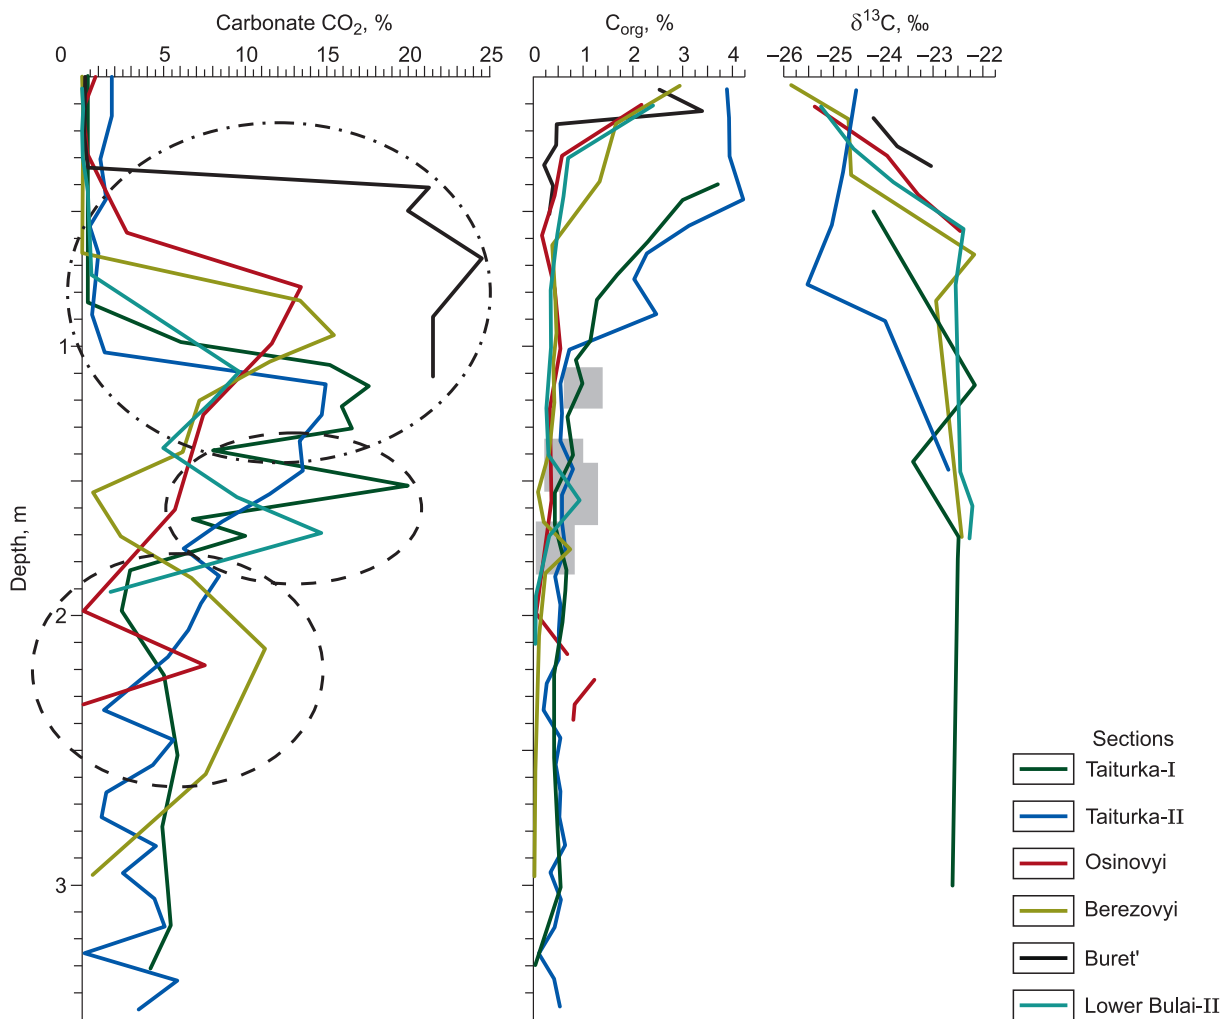 Carbonate CO₂, %
0 5 10 15 20 25
C_org, %
0 1 2 3 4
δ¹³C, ‰
–26 –25 –24 –23 –22
Depth, m
1
2
3
Sections
Taiturka-I
Taiturka-II
Osinovyi
Berezovyi
Buret'
Lower Bulai-II